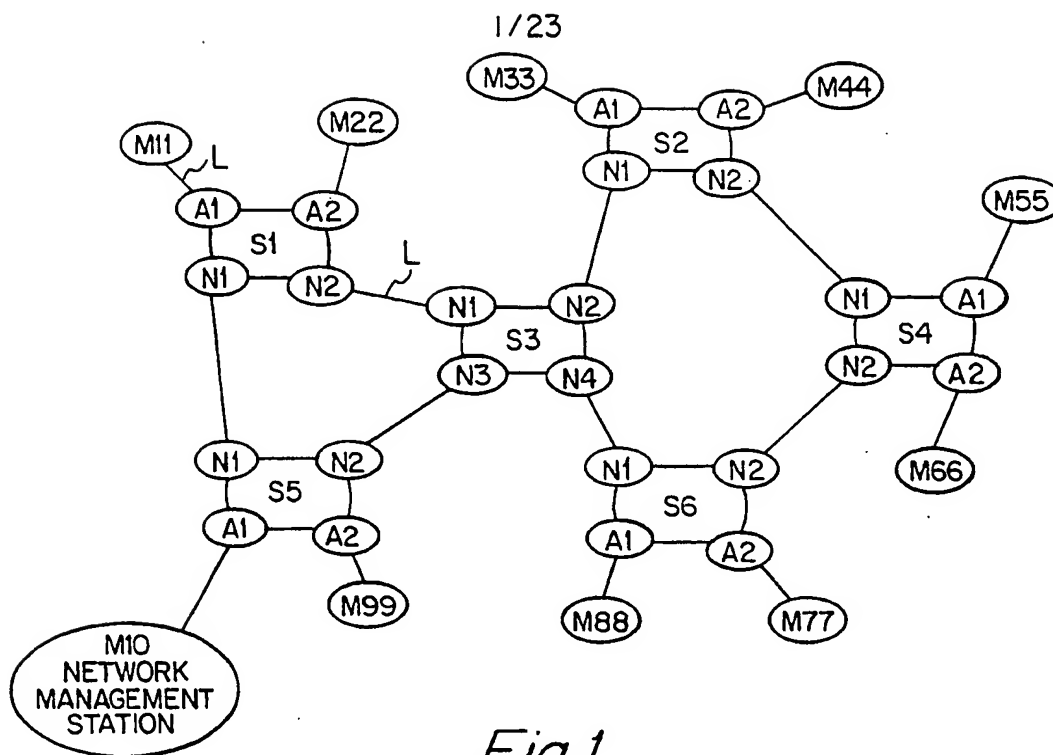 1/23
M33
A1
A2
M44
S2
N1
N2
M11
L
M22
A1
A2
S1
N1
N2
L
M55
N1
N2
S3
N3
N4
N1
A1
S4
N2
A2
M66
N1
N2
S5
A1
A2
M99
N1
N2
S6
A1
A2
M88
M77
M10
NETWORK
MANAGEMENT
STATION
Fig.1